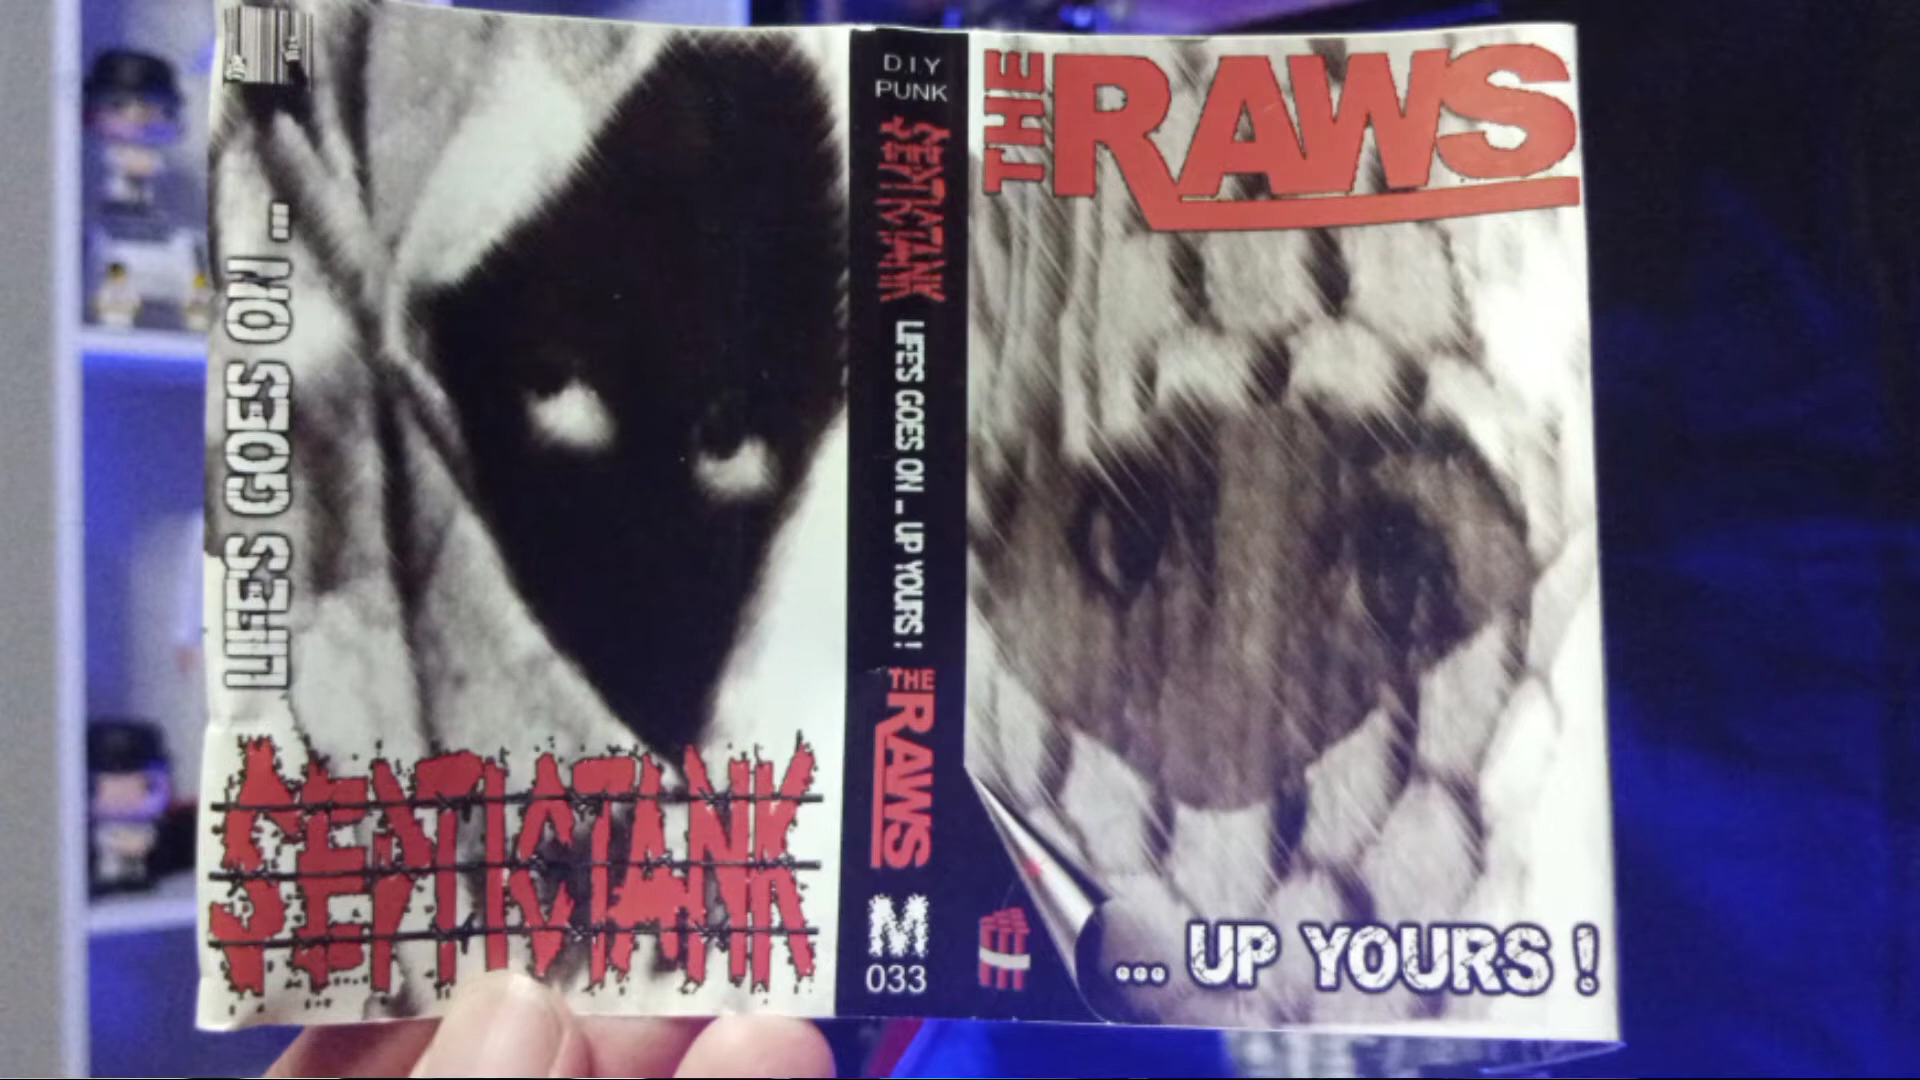 LIFES GOES ON ...
SEPTICTANK
D.I.Y
PUNK
SEPTICTANK
LIFES GOES ON ... UP YOURS !
THE
RAWS
M
033
THE
RAWS
... UP YOURS !